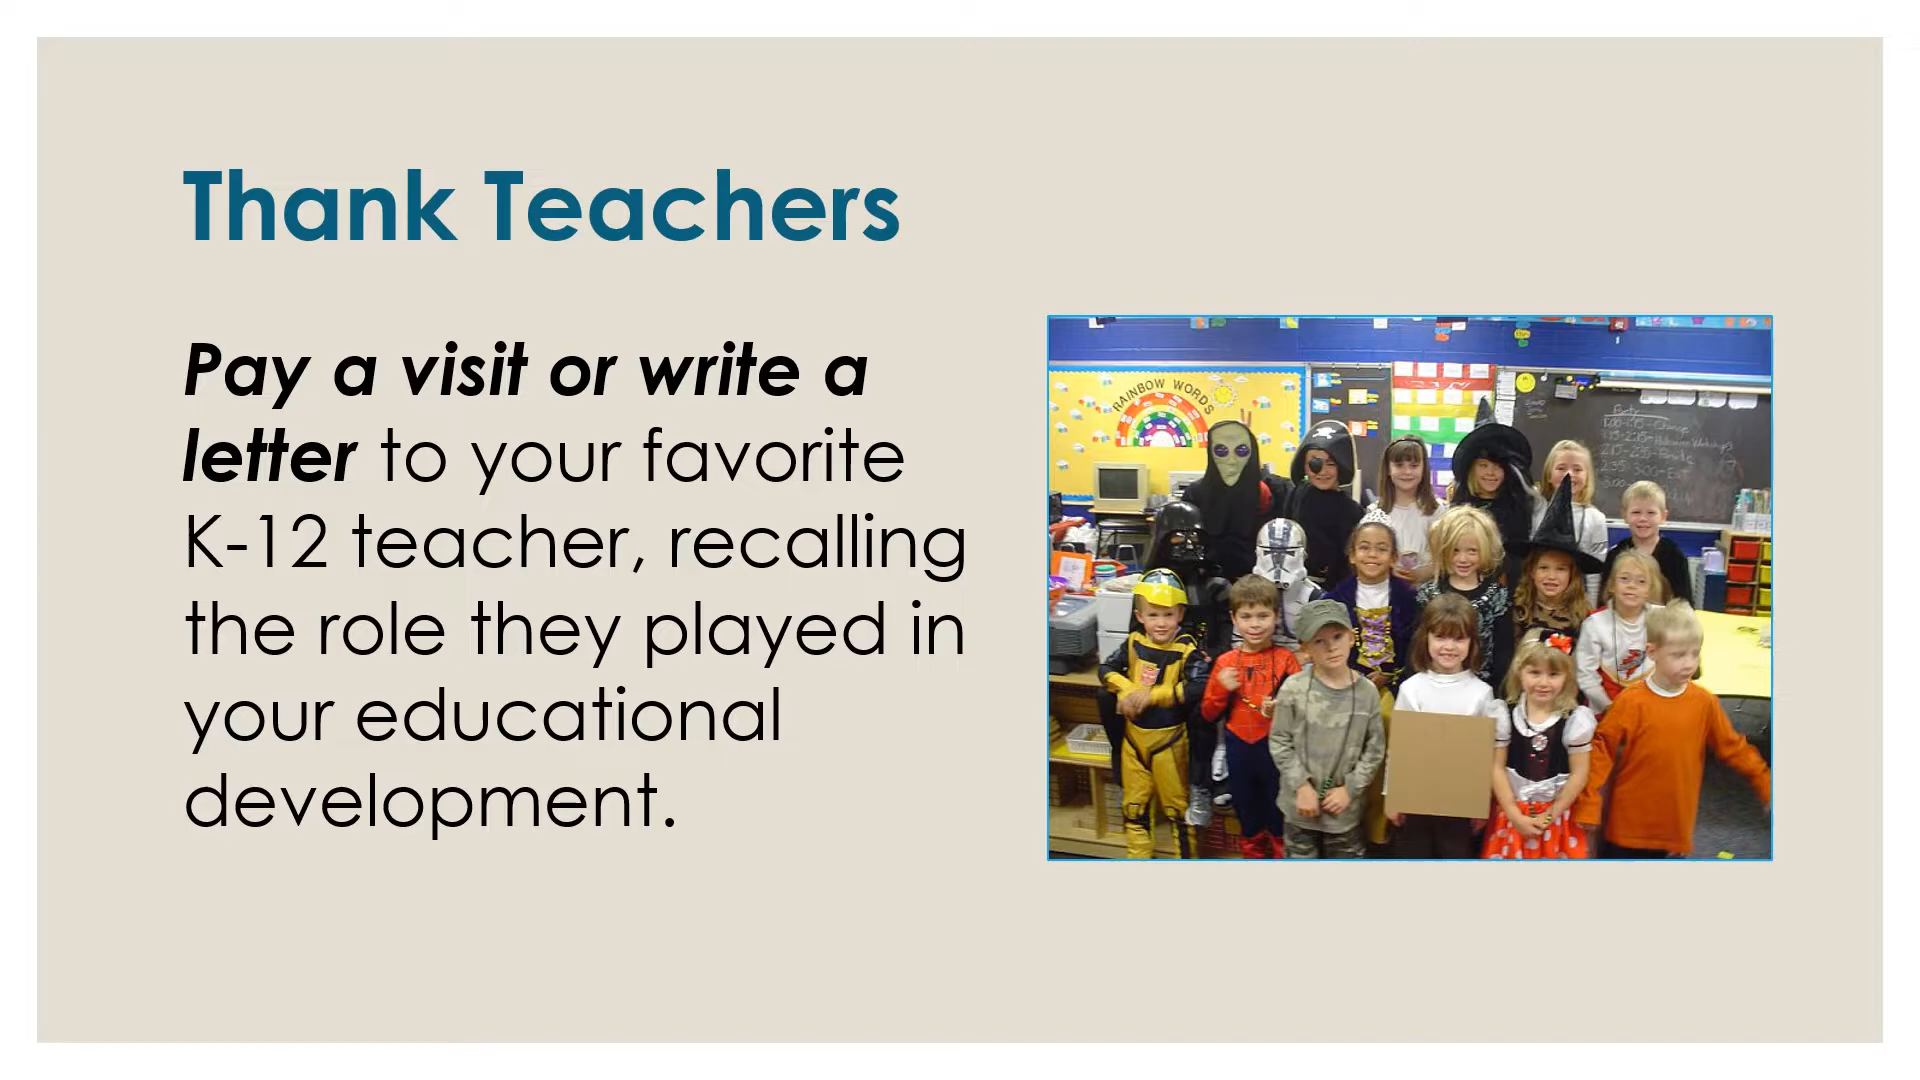 Thank Teachers
Pay a visit or write a
letter to your favorite
K-12 teacher, recalling
the role they played in
your educational
development.
RAINBOW WORDS